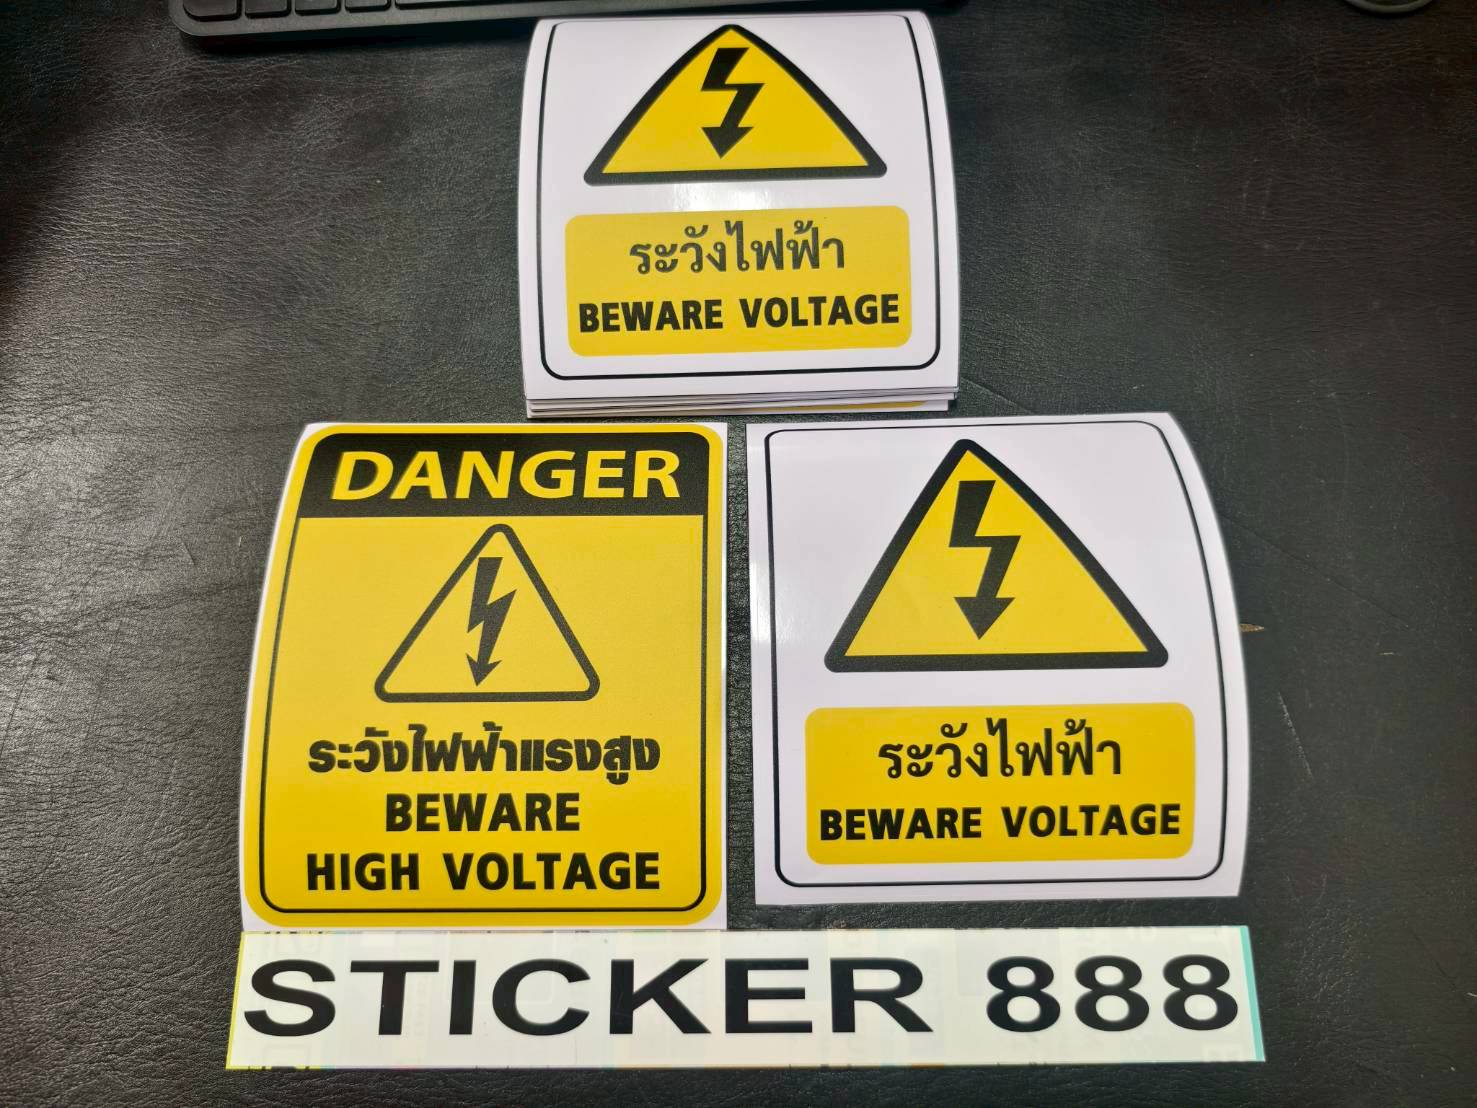 ระวังไฟฟ้า
BEWARE VOLTAGE
DANGER
ระวังไฟฟ้าแรงสูง
BEWARE
HIGH VOLTAGE
ระวังไฟฟ้า
BEWARE VOLTAGE
STICKER 888